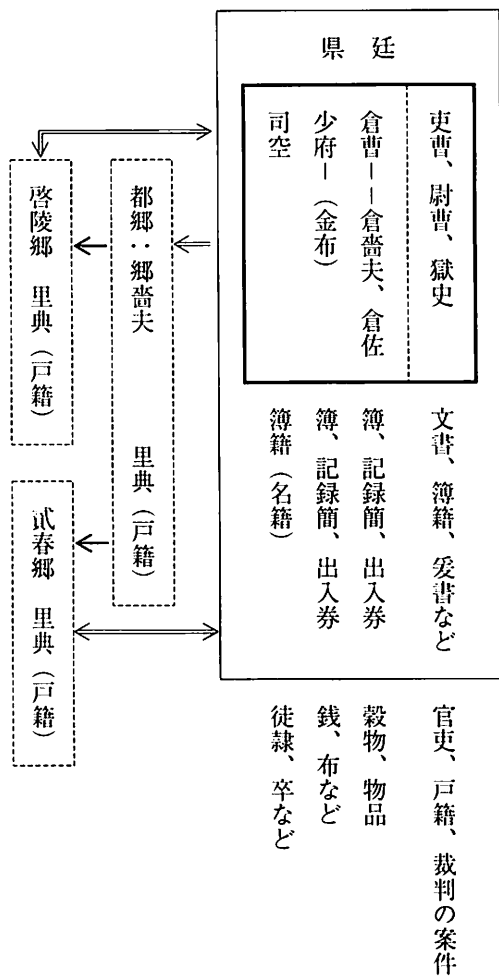 県廷
吏曹、尉曹、獄史
文書、簿籍、爰書など
官吏、戸籍、裁判の案件
倉曹――倉嗇夫、倉佐
簿、記録簡、出入券
穀物、物品
少府―（金布）
簿、記録簡、出入券
銭、布など
司空
簿籍（名籍）
徒隷、卒など
都郷：郷嗇夫　里典（戸籍）
啓陵郷　里典（戸籍）
貮春郷　里典（戸籍）